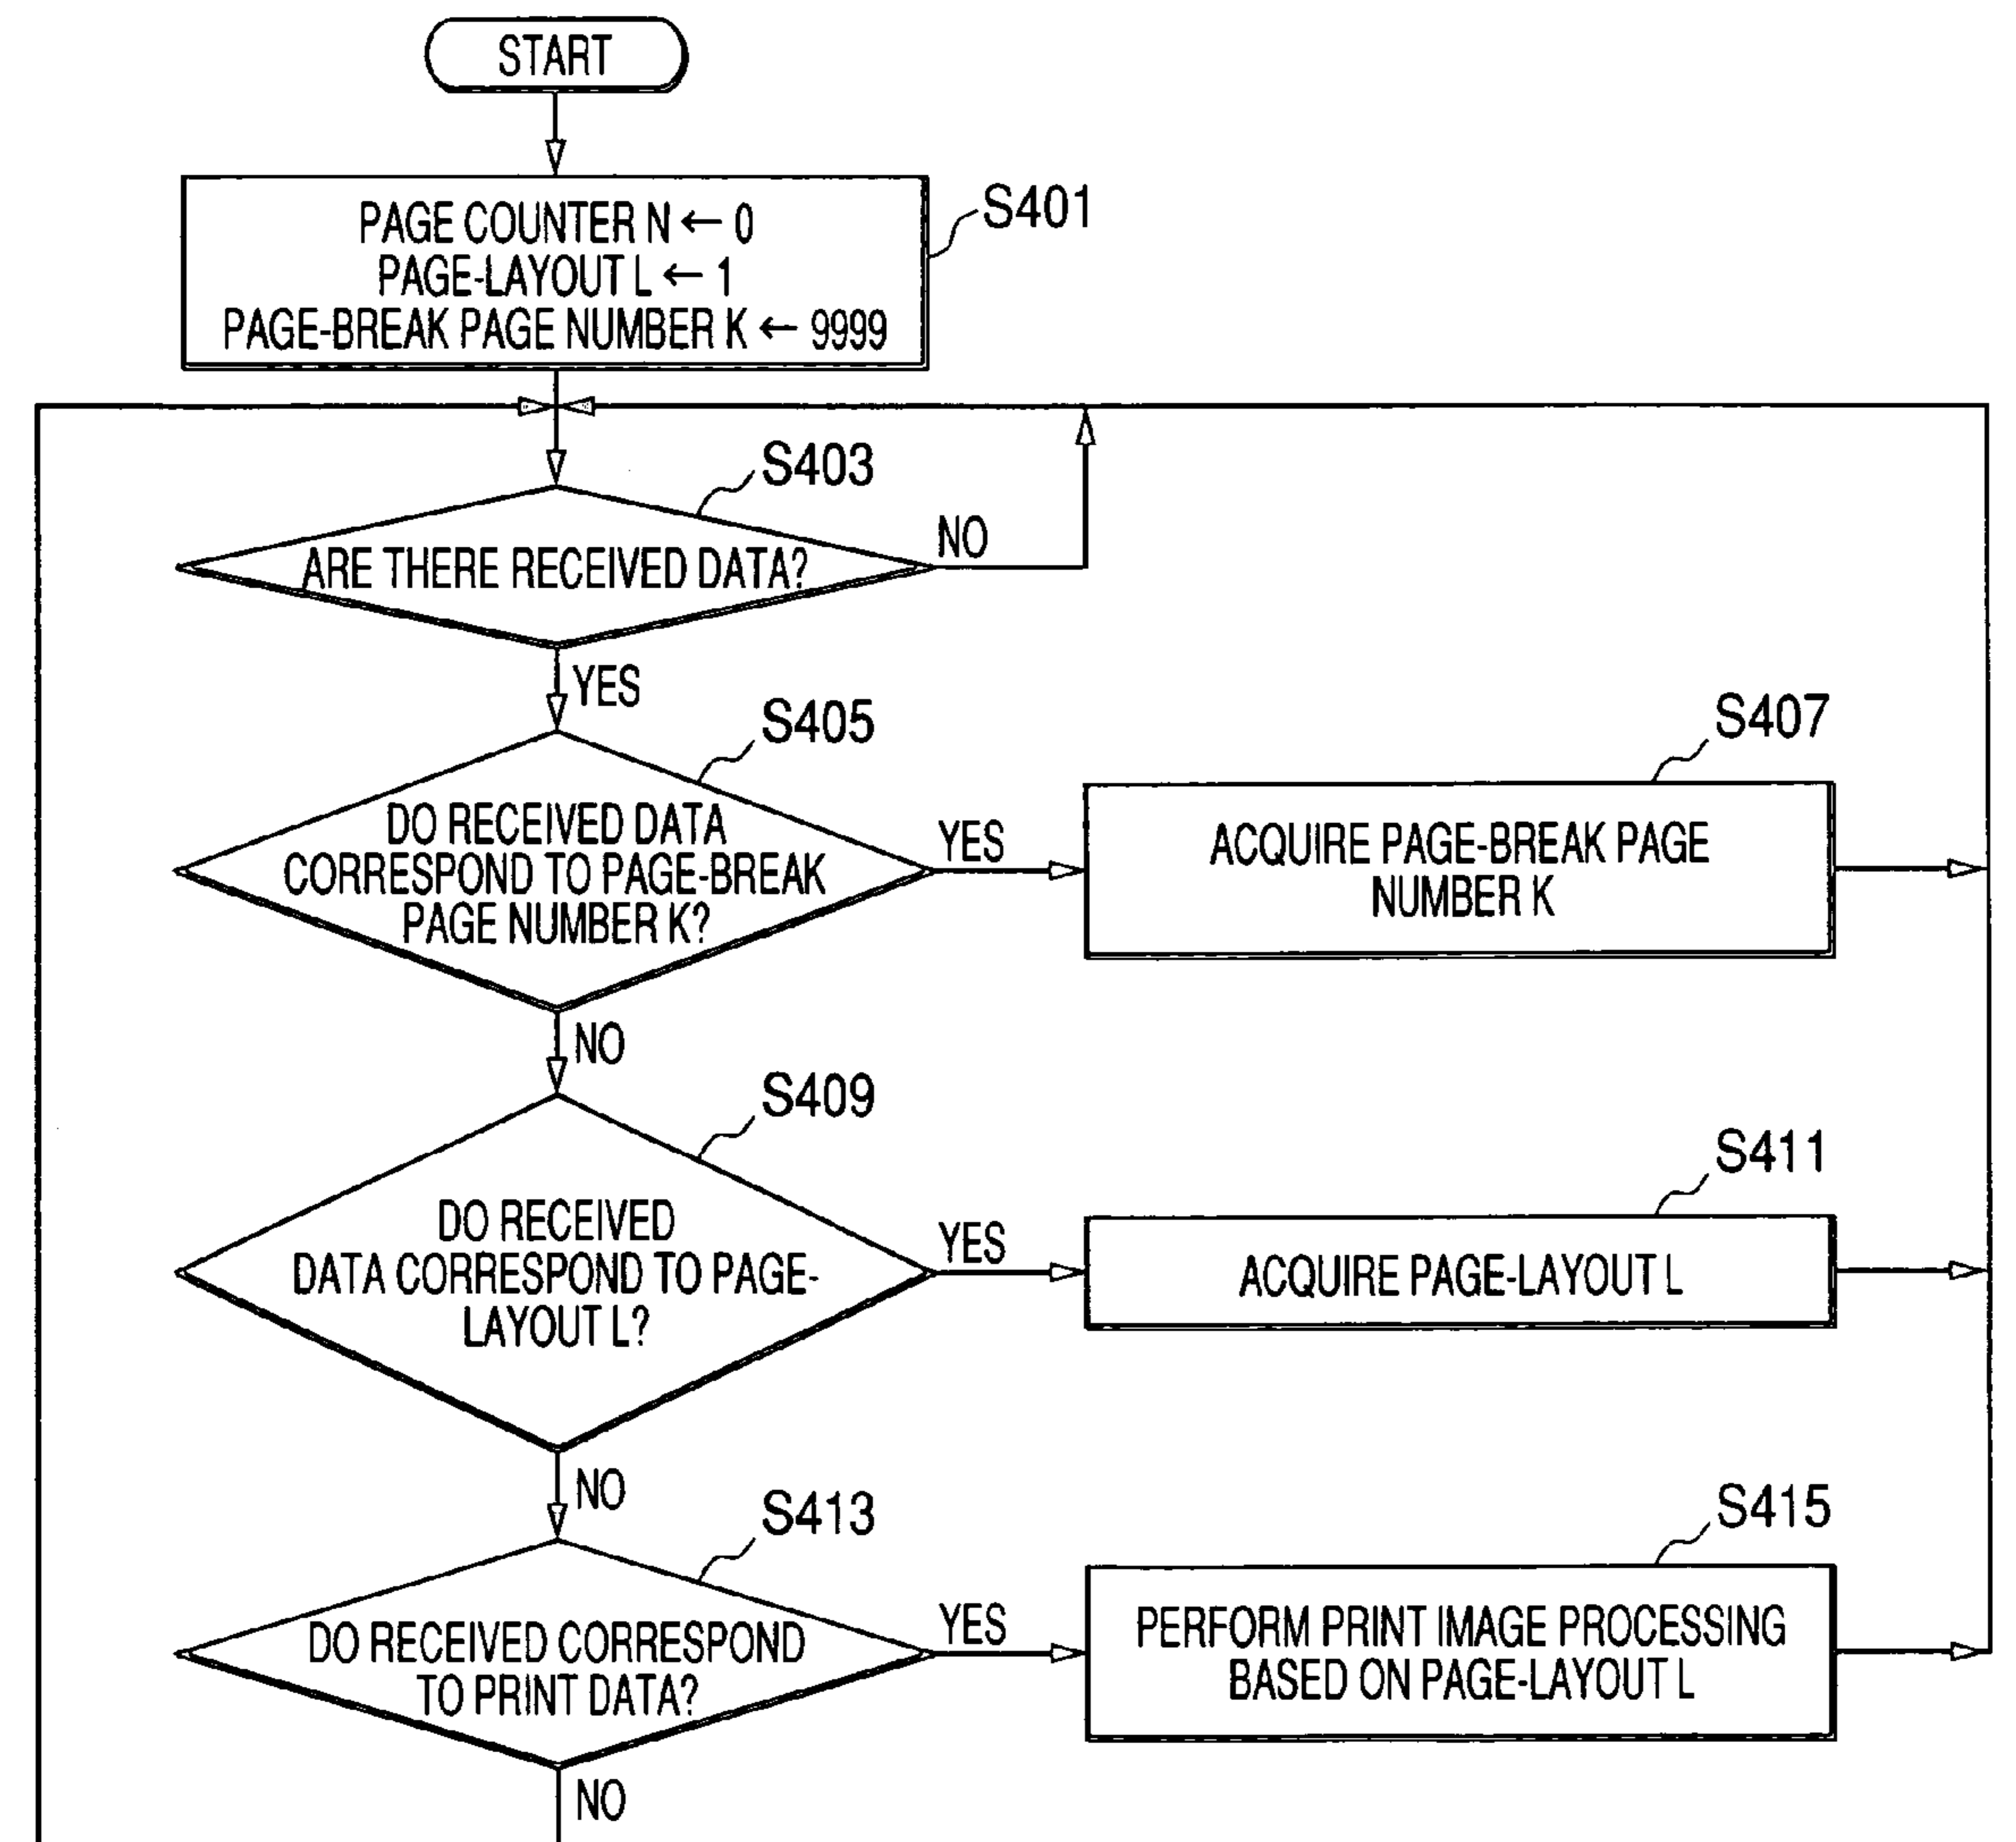 START
PAGE COUNTER N ← 0
PAGE-LAYOUT L ← 1
PAGE-BREAK PAGE NUMBER K ← 9999
S401
S403
ARE THERE RECEIVED DATA?
NO
YES
S405
DO RECEIVED DATA
CORRESPOND TO PAGE-BREAK
PAGE NUMBER K?
YES
S407
ACQUIRE PAGE-BREAK PAGE
NUMBER K
NO
S409
DO RECEIVED
DATA CORRESPOND TO PAGE-
LAYOUT L?
YES
S411
ACQUIRE PAGE-LAYOUT L
NO
S413
DO RECEIVED CORRESPOND
TO PRINT DATA?
YES
S415
PERFORM PRINT IMAGE PROCESSING
BASED ON PAGE-LAYOUT L
NO